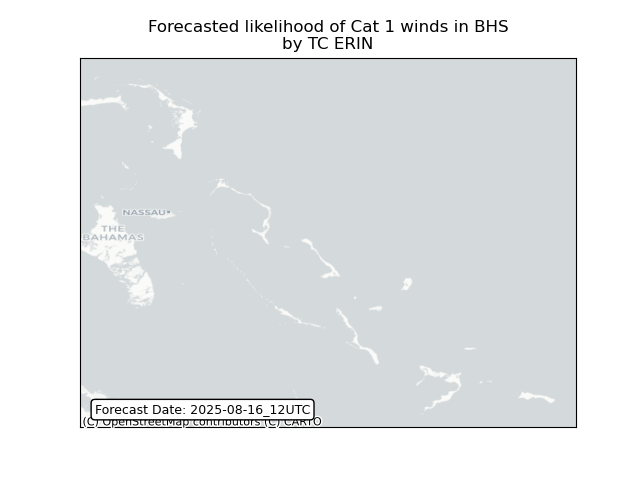 Forecasted likelihood of Cat 1 winds in BHS
by TC ERIN
NASSAU
THE
BAHAMAS
Forecast Date: 2025-08-16_12UTC
(C) OpenStreetMap contributors (C) CARTO